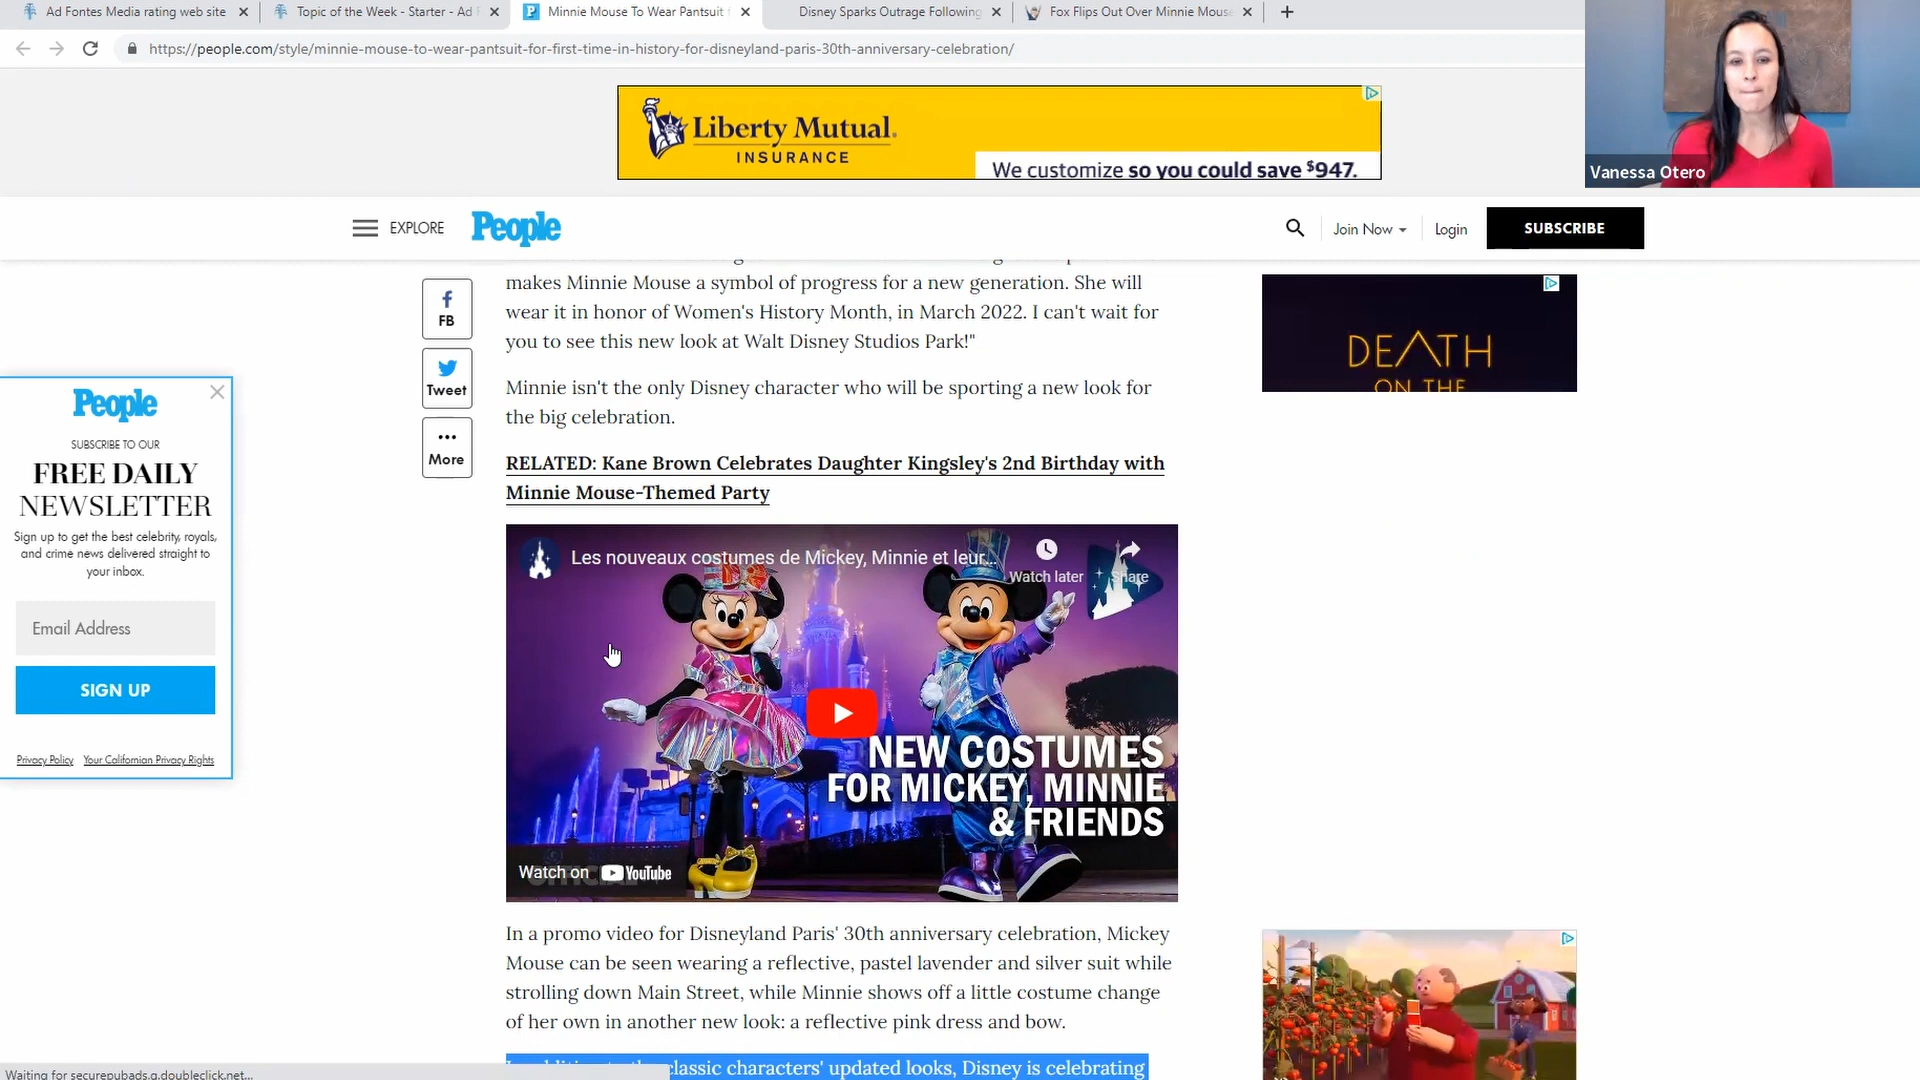 Ad Fontes Media rating web site
Topic of the Week - Starter - Ad F
Minnie Mouse To Wear Pantsuit f
Disney Sparks Outrage Following
Fox Flips Out Over Minnie Mouse
https://people.com/style/minnie-mouse-to-wear-pantsuit-for-first-time-in-history-for-disneyland-paris-30th-anniversary-celebration/
Liberty Mutual
INSURANCE
We customize so you could save $947.
Vanessa Otero
EXPLORE
People
Join Now
Login
SUBSCRIBE
makes Minnie Mouse a symbol of progress for a new generation. She will
wear it in honor of Women's History Month, in March 2022. I can't wait for
you to see this new look at Walt Disney Studios Park!"
FB
Tweet
More
Minnie isn't the only Disney character who will be sporting a new look for
the big celebration.
RELATED: Kane Brown Celebrates Daughter Kingsley's 2nd Birthday with
Minnie Mouse-Themed Party
DEATH
ON THE
People
SUBSCRIBE TO OUR
FREE DAILY
NEWSLETTER
Sign up to get the best celebrity, royals,
and crime news delivered straight to
your inbox.
Email Address
SIGN UP
Privacy Policy Your Californian Privacy Rights
Les nouveaux costumes de Mickey, Minnie et leur...
Watch later
Share
NEW COSTUMES
FOR MICKEY, MINNIE
& FRIENDS
Watch on YouTube
In a promo video for Disneyland Paris' 30th anniversary celebration, Mickey
Mouse can be seen wearing a reflective, pastel lavender and silver suit while
strolling down Main Street, while Minnie shows off a little costume change
of her own in another new look: a reflective pink dress and bow.
classic characters' updated looks, Disney is celebrating
Waiting for securepubads.g.doubleclick.net...